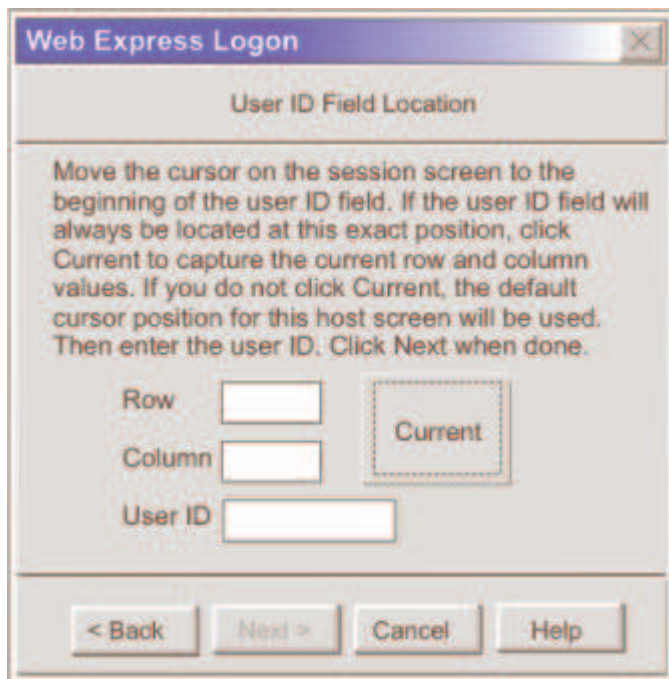 Web Express Logon
User ID Field Location
Move the cursor on the session screen to the
beginning of the user ID field. If the user ID field will
always be located at this exact position, click
Current to capture the current row and column
values. If you do not click Current, the default
cursor position for this host screen will be used.
Then enter the user ID. Click Next when done.
Row
Current
Column
User ID
< Back
Next >
Cancel
Help